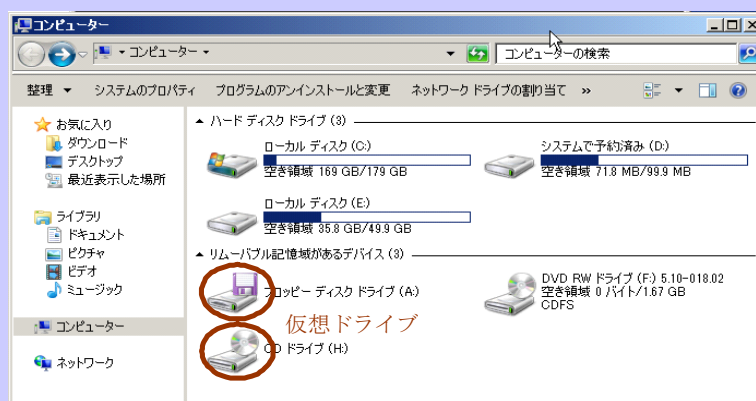 コンピューター
コンピューター
コンピューターの検索
整理 システムのプロパティ プログラムのアンインストールと変更 ネットワーク ドライブの割り当て »
お気に入り
ダウンロード
デスクトップ
最近表示した場所
ライブラリ
ドキュメント
ピクチャ
ビデオ
ミュージック
コンピューター
ネットワーク
ハード ディスク ドライブ (3)
ローカル ディスク (C:)
空き領域 169 GB/179 GB
システムで予約済み (D:)
空き領域 71.8 MB/99.9 MB
ローカル ディスク (E:)
空き領域 35.8 GB/49.9 GB
リムーバブル記憶域があるデバイス (3)
フロッピー ディスク ドライブ (A:)
DVD RW ドライブ (F:) 5.10-018.02
空き領域 0 バイト/1.67 GB
CDFS
仮想ドライブ
CD ドライブ (H:)